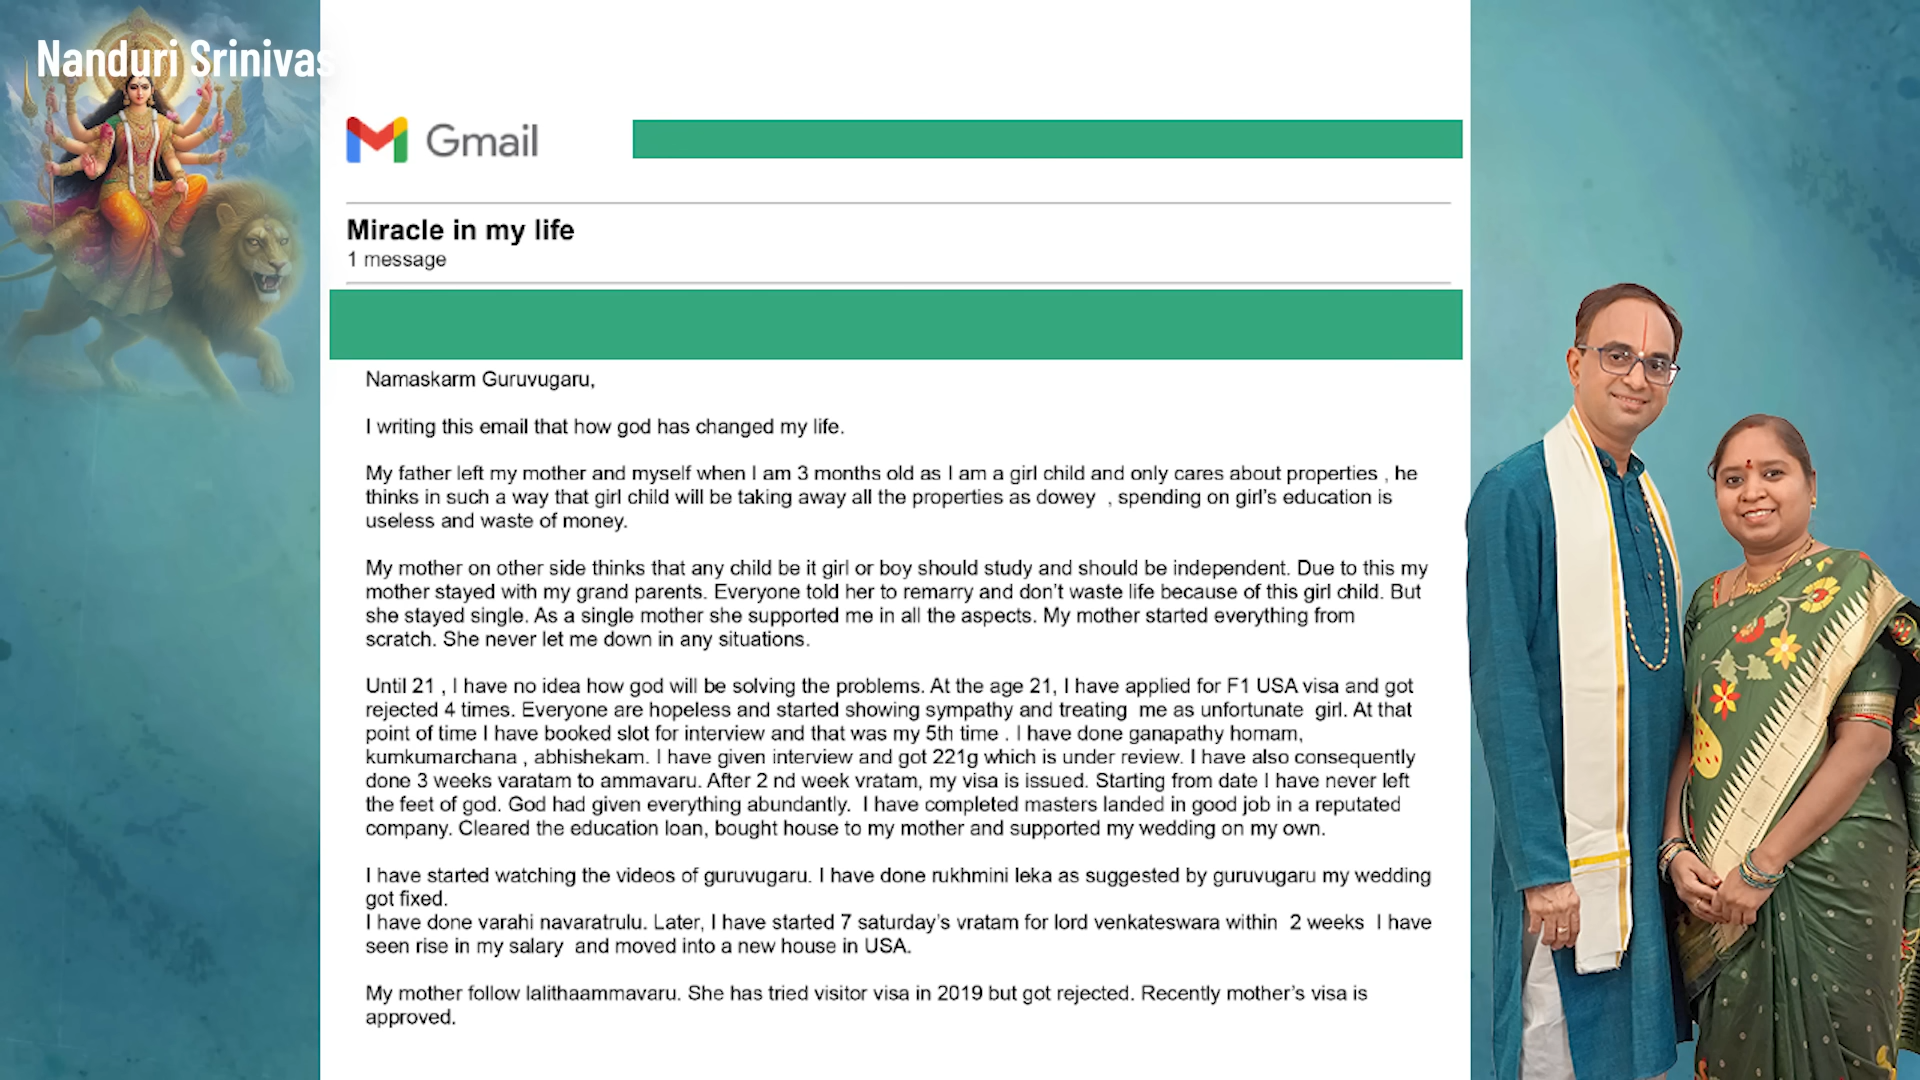 Nanduri Srinivas
Gmail
Miracle in my life
1 message
Namaskarm Guruvugaru,
I writing this email that how god has changed my life.
My father left my mother and myself when I am 3 months old as I am a girl child and only cares about properties , he
thinks in such a way that girl child will be taking away all the properties as dowey , spending on girl's education is
useless and waste of money.
My mother on other side thinks that any child be it girl or boy should study and should be independent. Due to this my
mother stayed with my grand parents. Everyone told her to remarry and don't waste life because of this girl child. But
she stayed single. As a single mother she supported me in all the aspects. My mother started everything from
scratch. She never let me down in any situations.
Until 21 , I have no idea how god will be solving the problems. At the age 21, I have applied for F1 USA visa and got
rejected 4 times. Everyone are hopeless and started showing sympathy and treating me as unfortunate girl. At that
point of time I have booked slot for interview and that was my 5th time . I have done ganapathy homam,
kumkumarchana , abhishekam. I have given interview and got 221g which is under review. I have also consequently
done 3 weeks varatam to ammavaru. After 2 nd week vratam, my visa is issued. Starting from date I have never left
the feet of god. God had given everything abundantly. I have completed masters landed in good job in a reputated
company. Cleared the education loan, bought house to my mother and supported my wedding on my own.
I have started watching the videos of guruvugaru. I have done rukhmini leka as suggested by guruvugaru my wedding
got fixed.
I have done varahi navaratrulu. Later, I have started 7 saturday's vratam for lord venkateswara within 2 weeks I have
seen rise in my salary and moved into a new house in USA.
My mother follow lalithaammavaru. She has tried visitor visa in 2019 but got rejected. Recently mother's visa is
approved.